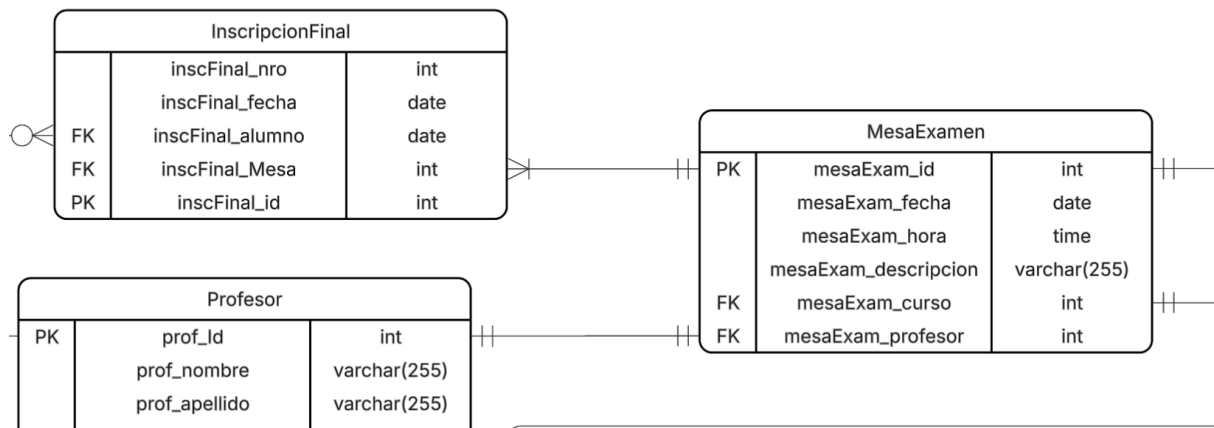 InscripcionFinal
inscFinal_nro int
inscFinal_fecha date
FK inscFinal_alumno date
FK inscFinal_Mesa int
PK inscFinal_id int
MesaExamen
PK mesaExam_id int
mesaExam_fecha date
mesaExam_hora time
mesaExam_descripcion varchar(255)
FK mesaExam_curso int
FK mesaExam_profesor int
Profesor
PK prof_Id int
prof_nombre varchar(255)
prof_apellido varchar(255)